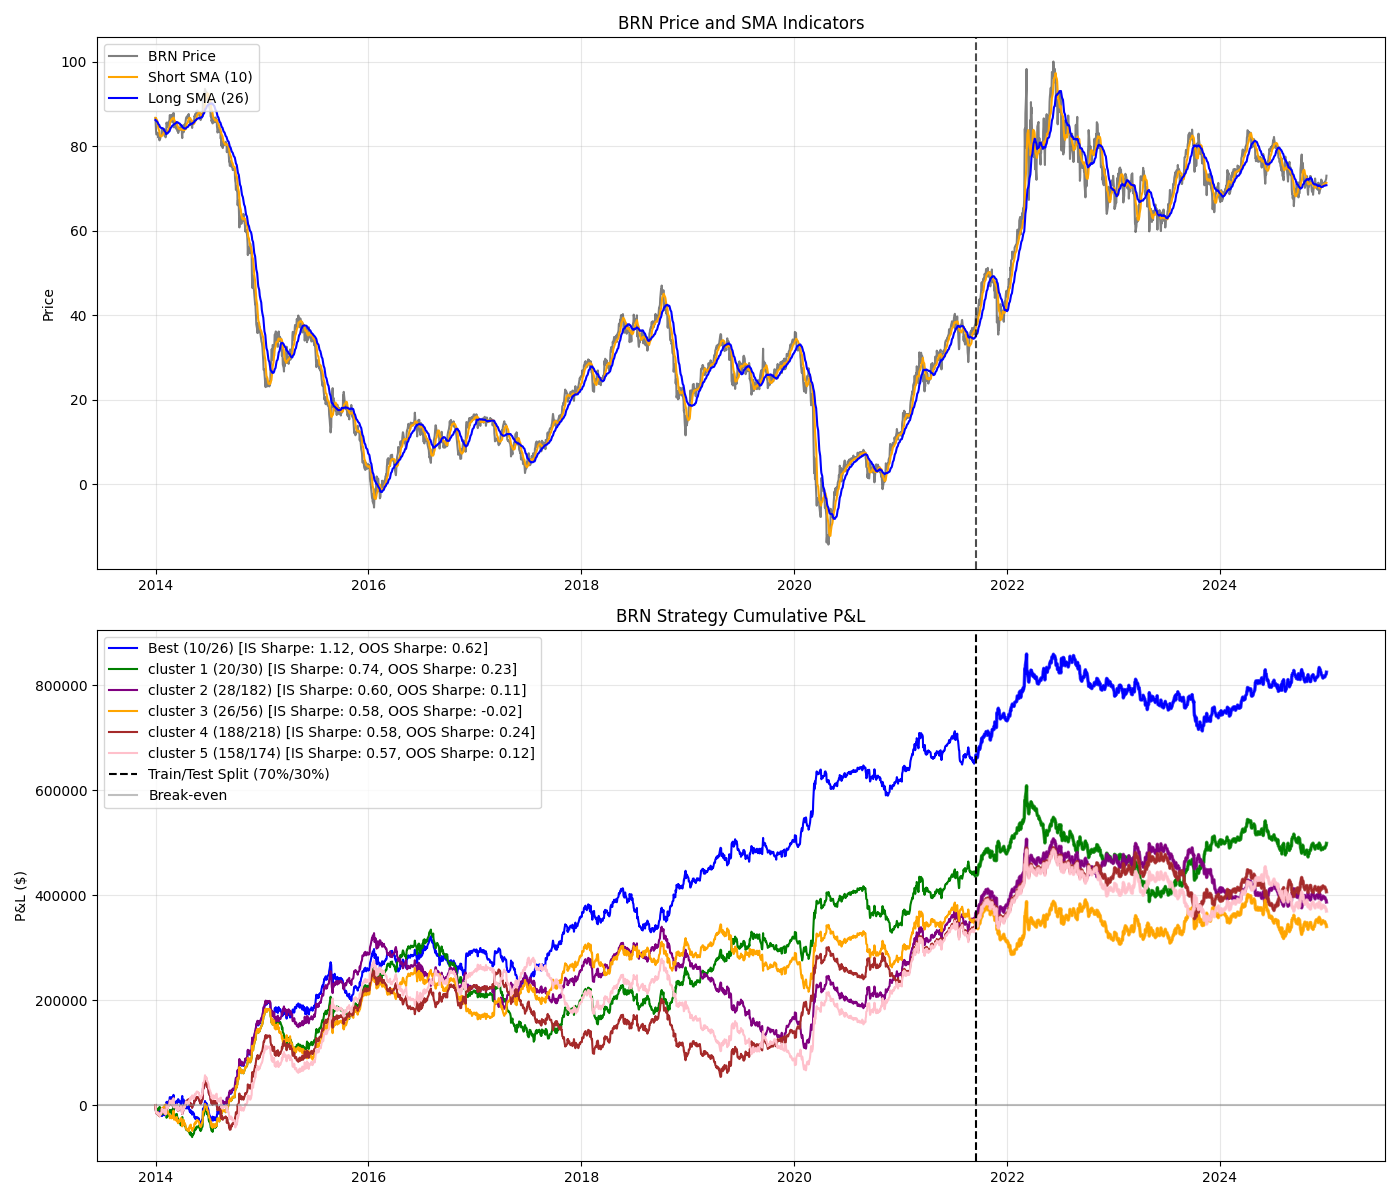 BRN Price and SMA Indicators
BRN Price
Short SMA (10)
Long SMA (26)
Price
100
80
60
40
20
0
2014 2016 2018 2020 2022 2024
BRN Strategy Cumulative P&L
Best (10/26) [IS Sharpe: 1.12, OOS Sharpe: 0.62]
cluster 1 (20/30) [IS Sharpe: 0.74, OOS Sharpe: 0.23]
cluster 2 (28/182) [IS Sharpe: 0.60, OOS Sharpe: 0.11]
cluster 3 (26/56) [IS Sharpe: 0.58, OOS Sharpe: -0.02]
cluster 4 (188/218) [IS Sharpe: 0.58, OOS Sharpe: 0.24]
cluster 5 (158/174) [IS Sharpe: 0.57, OOS Sharpe: 0.12]
Train/Test Split (70%/30%)
Break-even
P&L ($)
800000
600000
400000
200000
0
2014 2016 2018 2020 2022 2024